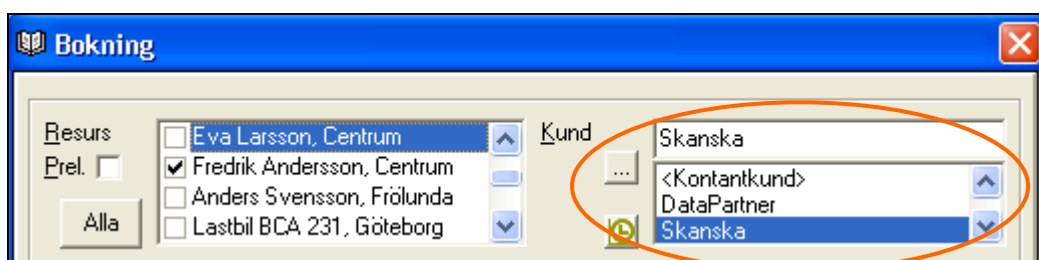 Bokning
Resurs
Prel.
Alla
Eva Larsson, Centrum
Fredrik Andersson, Centrum
Anders Svensson, Frölunda
Lastbil BCA 231, Göteborg
Kund
...
Skanska
<Kontantkund>
DataPartner
Skanska